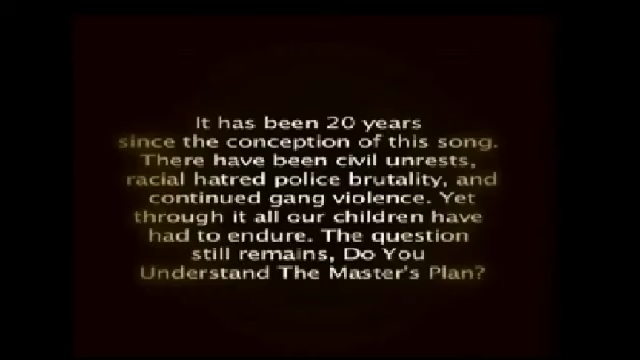 It has been 20 years
since the conception of this song.
There have been civil unrests,
racial hatred police brutality, and
continued gang violence. Yet
through it all our children have
had to endure. The question
still remains, Do You
Understand The Master's Plan?